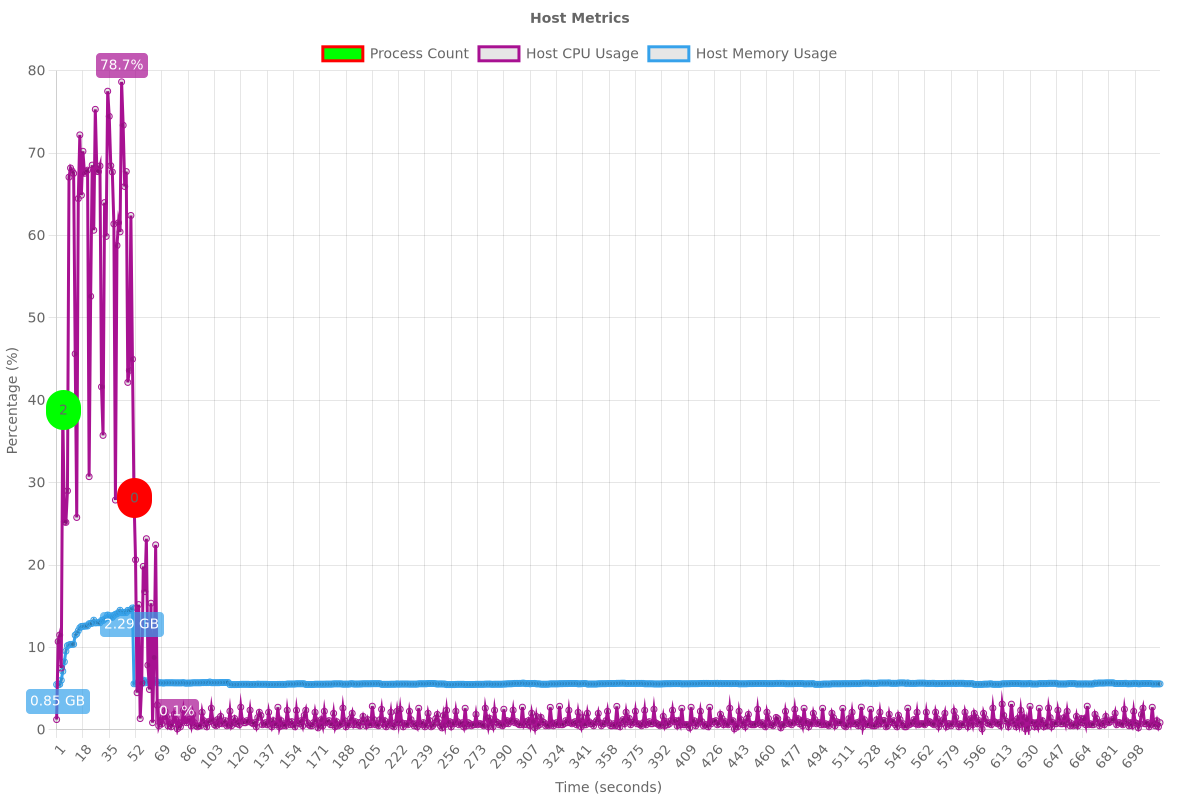 Host Metrics
Process Count Host CPU Usage Host Memory Usage
78.7%
80
70
60
50
40
30
20
10
0
Percentage (%)
2
0
2.29 GB
0.85 GB
0.1%
1 18 35 52 69 86 103 120 137 154 171 188 205 222 239 256 273 290 307 324 341 358 375 392 409 426 443 460 477 494 511 528 545 562 579 596 613 630 647 664 681 698
Time (seconds)